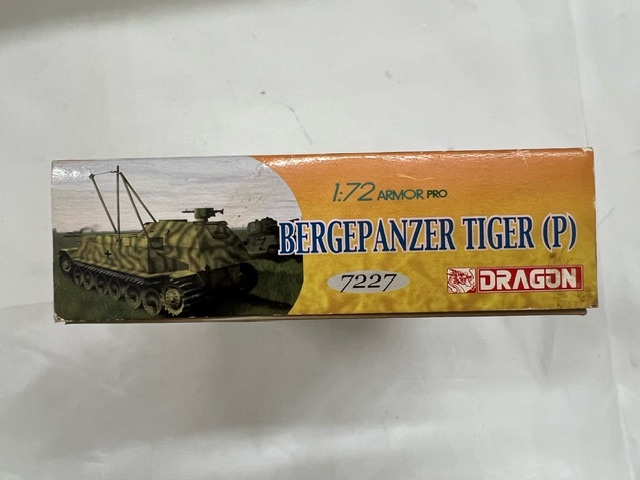 1:72 ARMOR PRO
BERGEPANZER TIGER (P)
7227
DRAGON